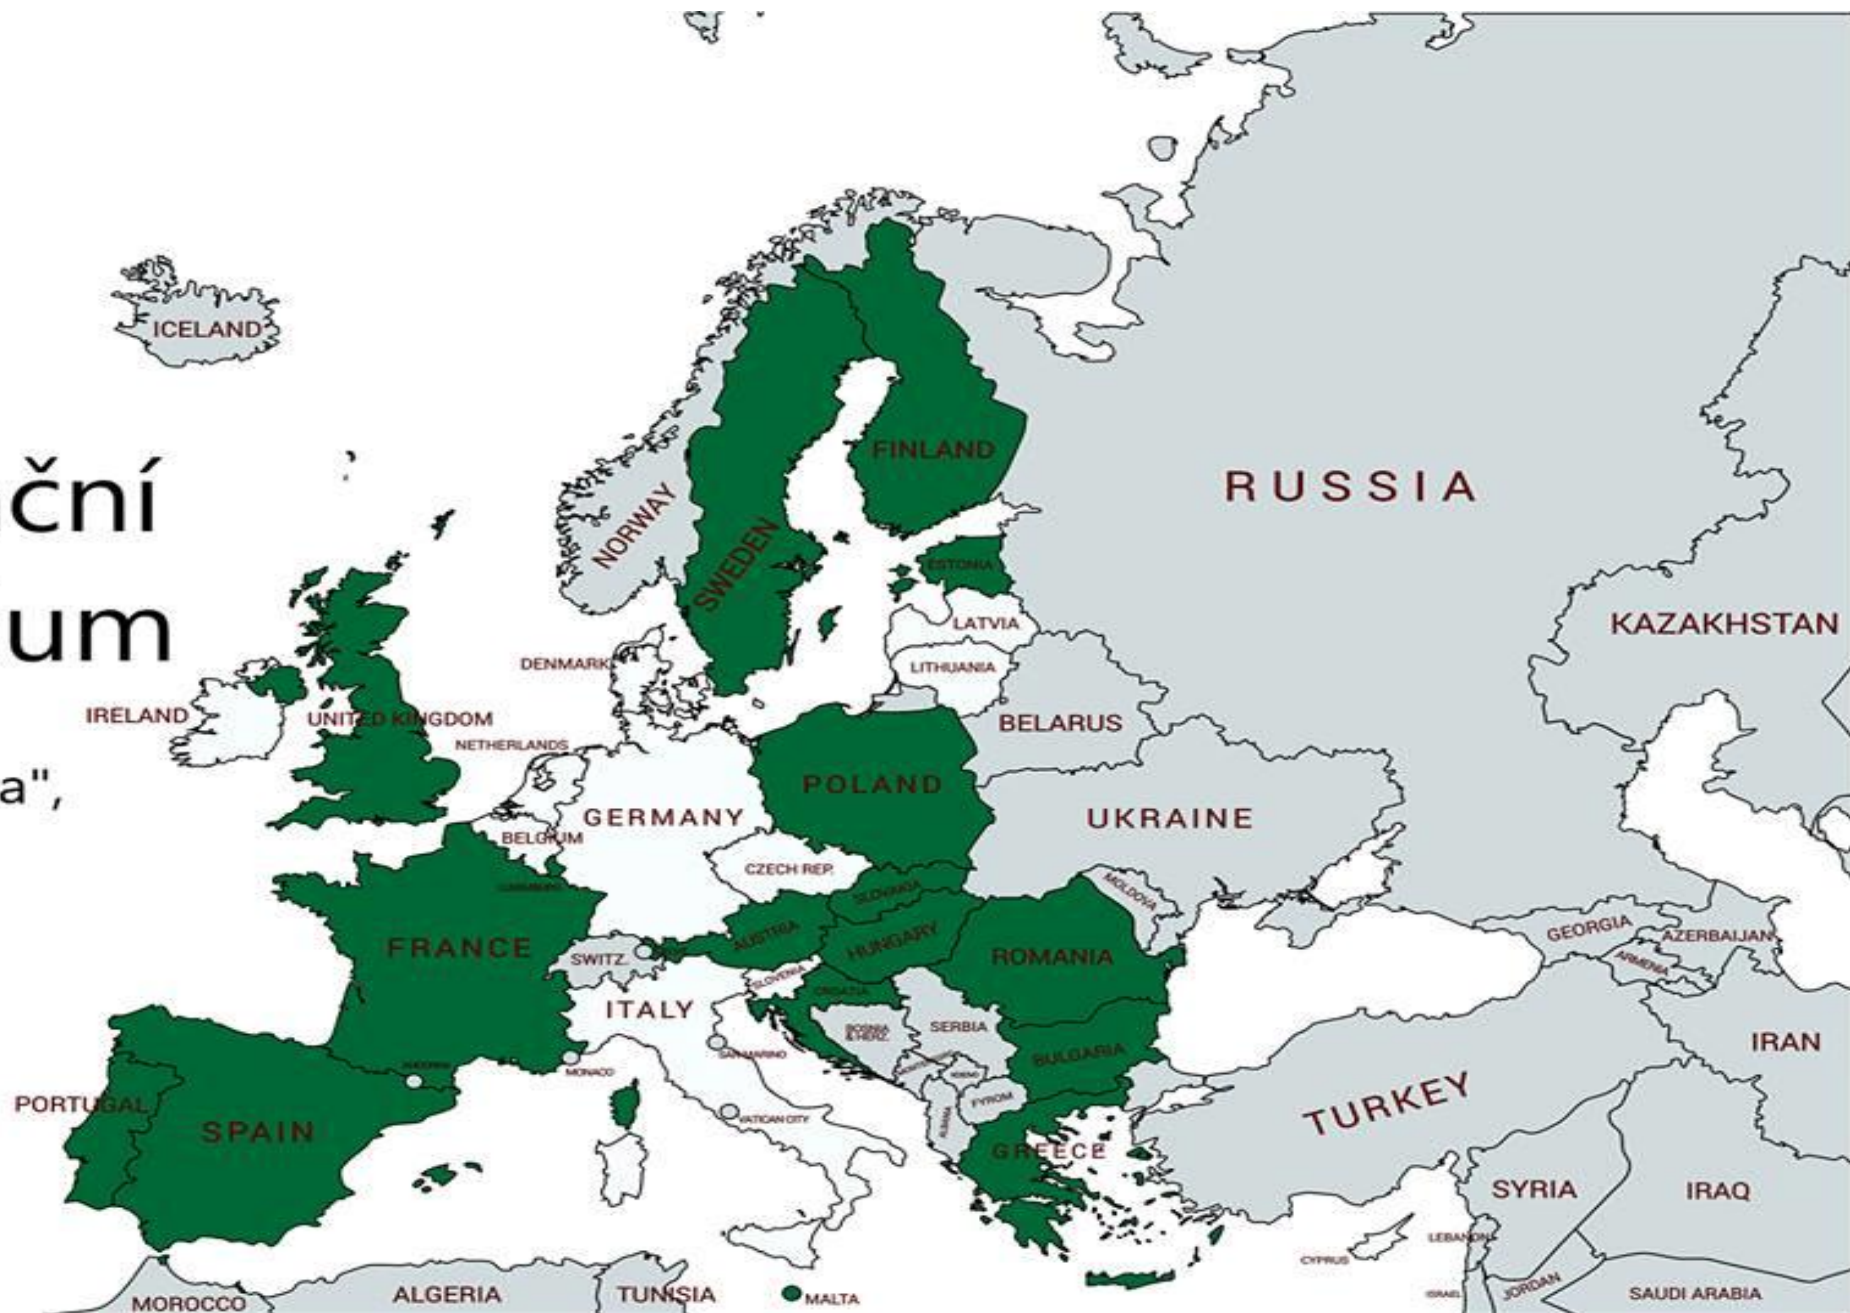 ční
um
a",
ICELAND
RUSSIA
FINLAND
NORWAY
SWEDEN
ESTONIA
LATVIA
KAZAKHSTAN
DENMARK
LITHUANIA
IRELAND
UNITED KINGDOM
BELARUS
NETHERLANDS
POLAND
GERMANY
UKRAINE
BELGIUM
CZECH REP.
SLOVAKIA
MOLDOVA
FRANCE
AUSTRIA
HUNGARY
GEORGIA
AZERBAIJAN
SWITZ.
ROMANIA
ARMENIA
SLOVENIA
CROATIA
ITALY
BOSNIA
& HERZ.
SERBIA
IRAN
SAN MARINO
BULGARIA
MONACO
PORTUGAL
SPAIN
VATICAN CITY
FYROM
TURKEY
ALBANIA
GREECE
SYRIA
IRAQ
LEBANON
CYPRUS
MOROCCO
ALGERIA
TUNISIA
MALTA
ISRAEL
JORDAN
SAUDI ARABIA